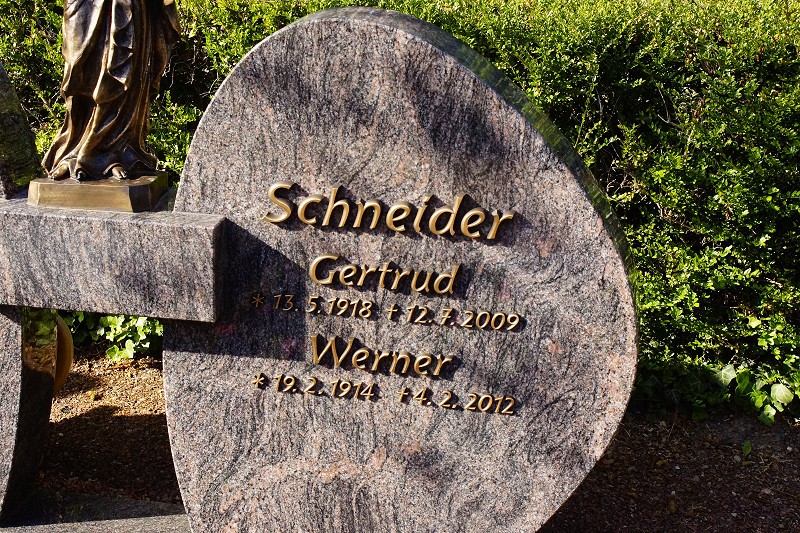 Schneider
Gertrud
* 13.5.1918 † 12.7.2009
Werner
* 19.2.1914 † 4.2.2012